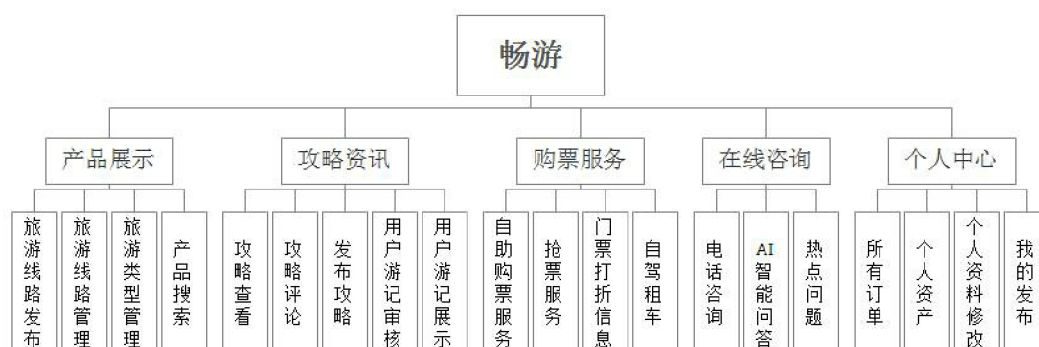 畅游
产品展示
攻略资讯
购票服务
在线咨询
个人中心
旅游线路发布
旅游线路管理
旅游类型管理
产品搜索
攻略查看
攻略评论
发布攻略
用户游记审核
用户游记展示
自助购票服务
抢票服务
门票打折信息
自驾租车
电话咨询
AI智能问答
热点问题
所有订单
个人资产
个人资料修改
我的发布